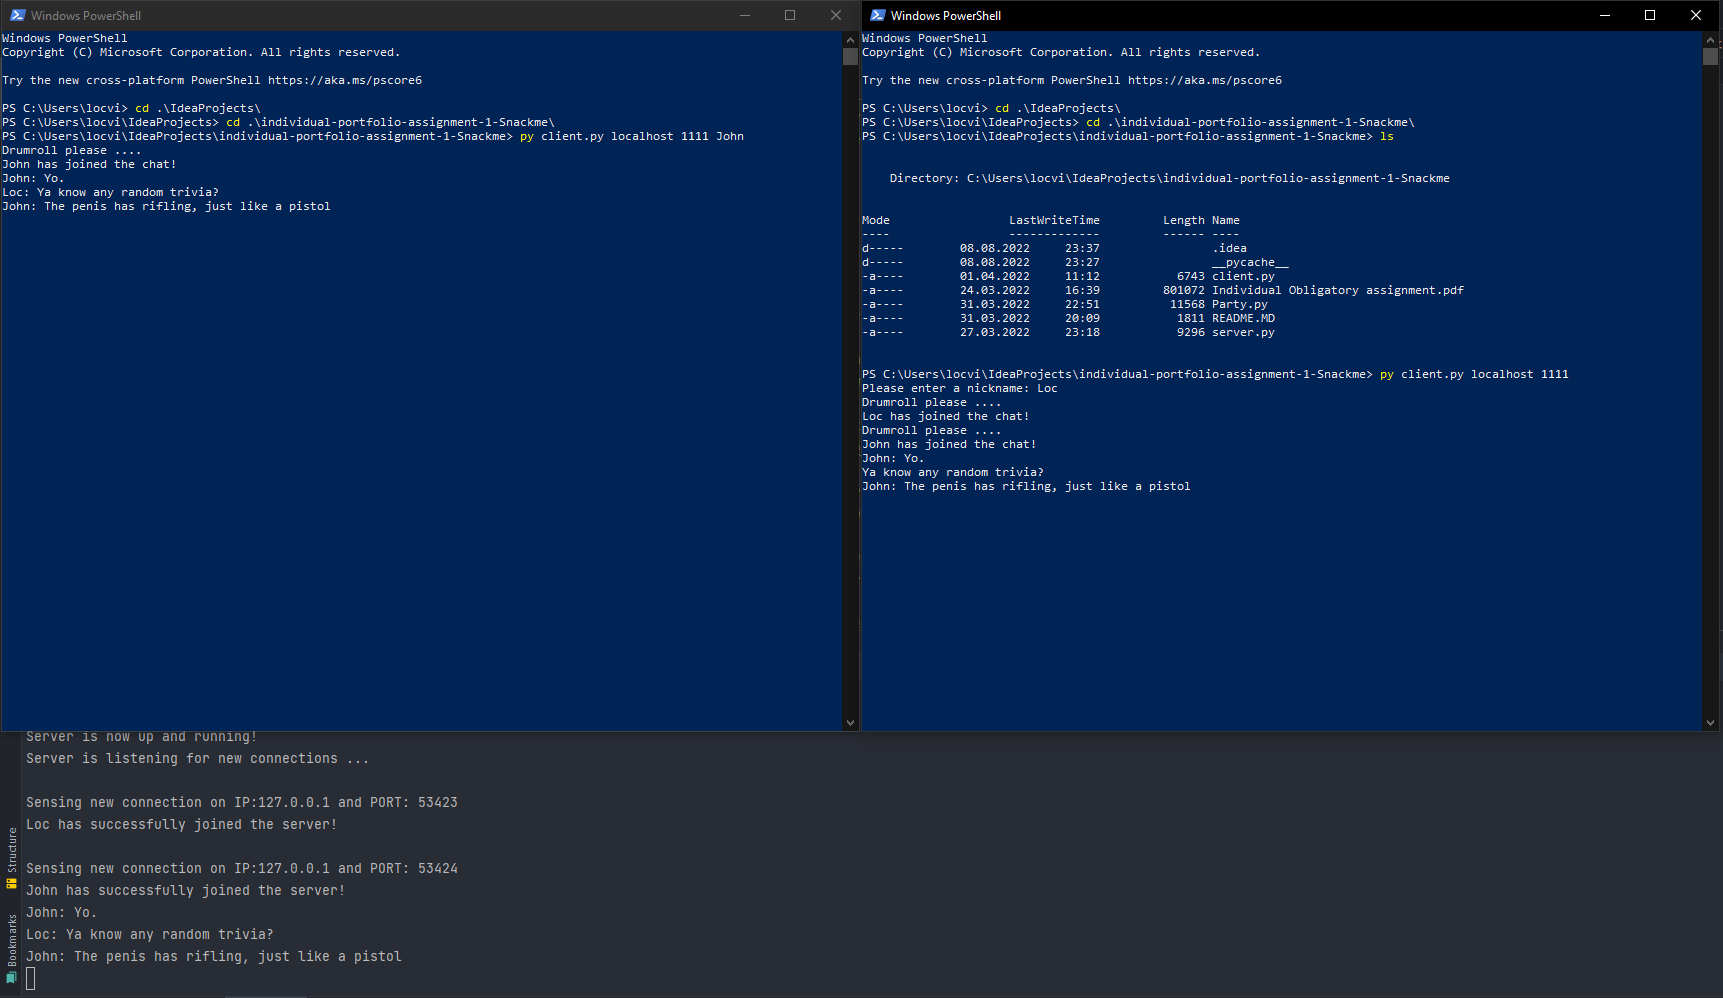 Windows PowerShell
Windows PowerShell
Copyright (C) Microsoft Corporation. All rights reserved.
Try the new cross-platform PowerShell https://aka.ms/pscore6
PS C:\Users\locvi> cd .\IdeaProjects\
PS C:\Users\locvi\IdeaProjects> cd .\individual-portfolio-assignment-1-Snackme\
PS C:\Users\locvi\IdeaProjects\individual-portfolio-assignment-1-Snackme> py client.py localhost 1111 John
Drumroll please ....
John has joined the chat!
John: Yo.
Loc: Ya know any random trivia?
John: The penis has rifling, just like a pistol
Windows PowerShell
Windows PowerShell
Copyright (C) Microsoft Corporation. All rights reserved.
Try the new cross-platform PowerShell https://aka.ms/pscore6
PS C:\Users\locvi> cd .\IdeaProjects\
PS C:\Users\locvi\IdeaProjects> cd .\individual-portfolio-assignment-1-Snackme\
PS C:\Users\locvi\IdeaProjects\individual-portfolio-assignment-1-Snackme> ls
Directory: C:\Users\locvi\IdeaProjects\individual-portfolio-assignment-1-Snackme
Mode LastWriteTime Length Name
---- ------------- ------ ----
d----- 08.08.2022 23:37 .idea
d----- 08.08.2022 23:27 __pycache__
-a---- 01.04.2022 11:12 6743 client.py
-a---- 24.03.2022 16:39 801072 Individual Obligatory assignment.pdf
-a---- 31.03.2022 22:51 11568 Party.py
-a---- 31.03.2022 20:09 1811 README.MD
-a---- 27.03.2022 23:18 9296 server.py
PS C:\Users\locvi\IdeaProjects\individual-portfolio-assignment-1-Snackme> py client.py localhost 1111
Please enter a nickname: Loc
Drumroll please ....
Loc has joined the chat!
Drumroll please ....
John has joined the chat!
John: Yo.
Ya know any random trivia?
John: The penis has rifling, just like a pistol
Server is now up and running!
Server is listening for new connections ...
Sensing new connection on IP:127.0.0.1 and PORT: 53423
Loc has successfully joined the server!
Sensing new connection on IP:127.0.0.1 and PORT: 53424
John has successfully joined the server!
John: Yo.
Loc: Ya know any random trivia?
John: The penis has rifling, just like a pistol
Structure
Bookmarks